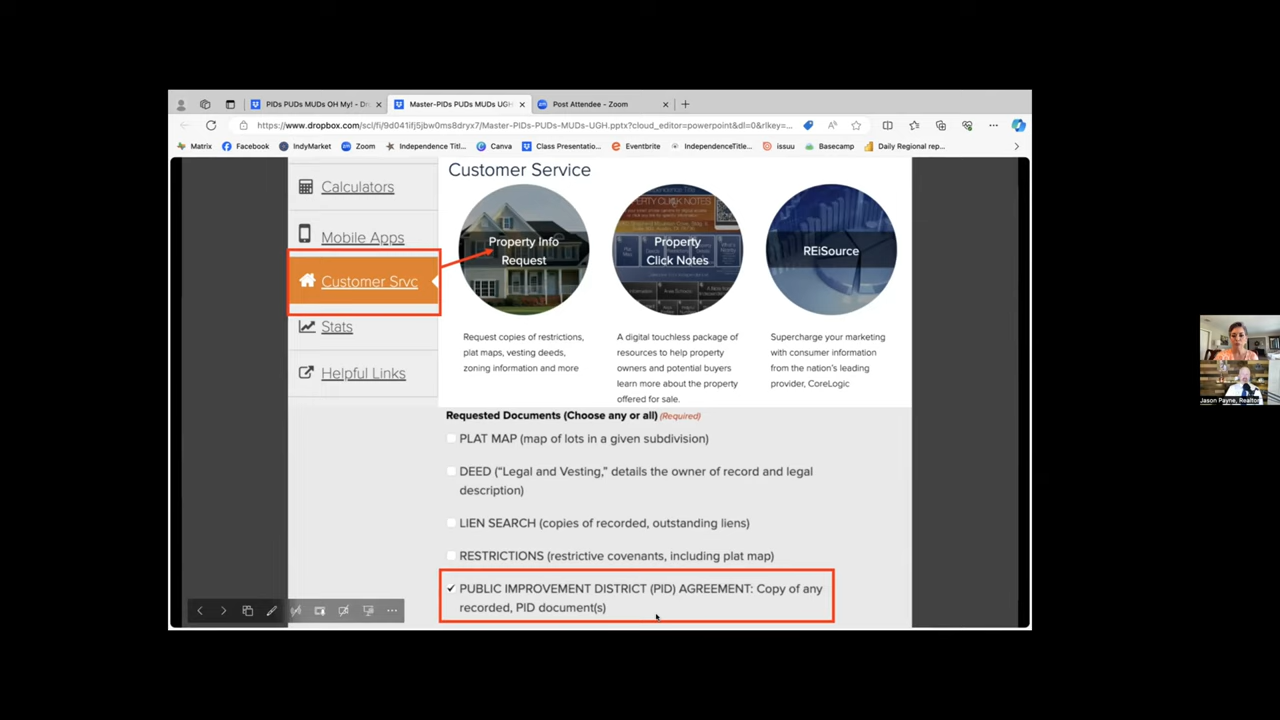 PIDs PUDs MUDs OH My! - Dr
Master-PIDs PUDs MUDs UGH
Post Attendee - Zoom
https://www.dropbox.com/scl/fi/9d041ifj5jbw0ms8dryx7/Master-PIDs-PUDs-MUDs-UGH.pptx?cloud_editor=powerpoint&dl=0&rlkey=...
Matrix
Facebook
IndyMarket
Zoom
Independence Titl...
Canva
Class Presentatio...
Eventbrite
IndependenceTitle...
issuu
Basecamp
Daily Regional rep...
Calculators
Mobile Apps
Customer Srvc
Stats
Helpful Links
Customer Service
Property Info
Request
PROPERTY CLICK NOTES
Property
Click Notes
REiSource
Request copies of restrictions,
plat maps, vesting deeds,
zoning information and more
A digital touchless package of
resources to help property
owners and potential buyers
learn more about the property
offered for sale.
Supercharge your marketing
with consumer information
from the nation's leading
provider, CoreLogic
Requested Documents (Choose any or all) (Required)
PLAT MAP (map of lots in a given subdivision)
DEED ("Legal and Vesting," details the owner of record and legal
description)
LIEN SEARCH (copies of recorded, outstanding liens)
RESTRICTIONS (restrictive covenants, including plat map)
PUBLIC IMPROVEMENT DISTRICT (PID) AGREEMENT: Copy of any
recorded, PID document(s)
Jason Payne, Realtor